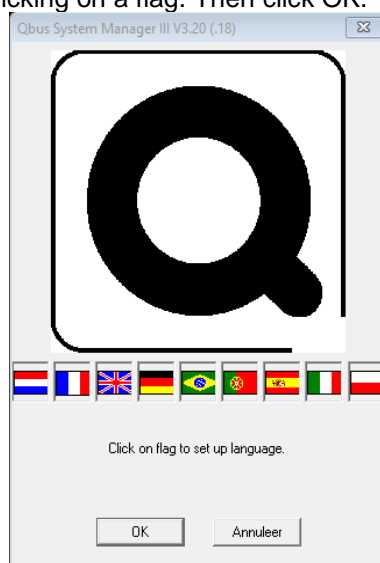 icking on a flag. Then click OK.
Qbus System Manager III V3.20 (.18)
Click on flag to set up language.
OK
Annuleer